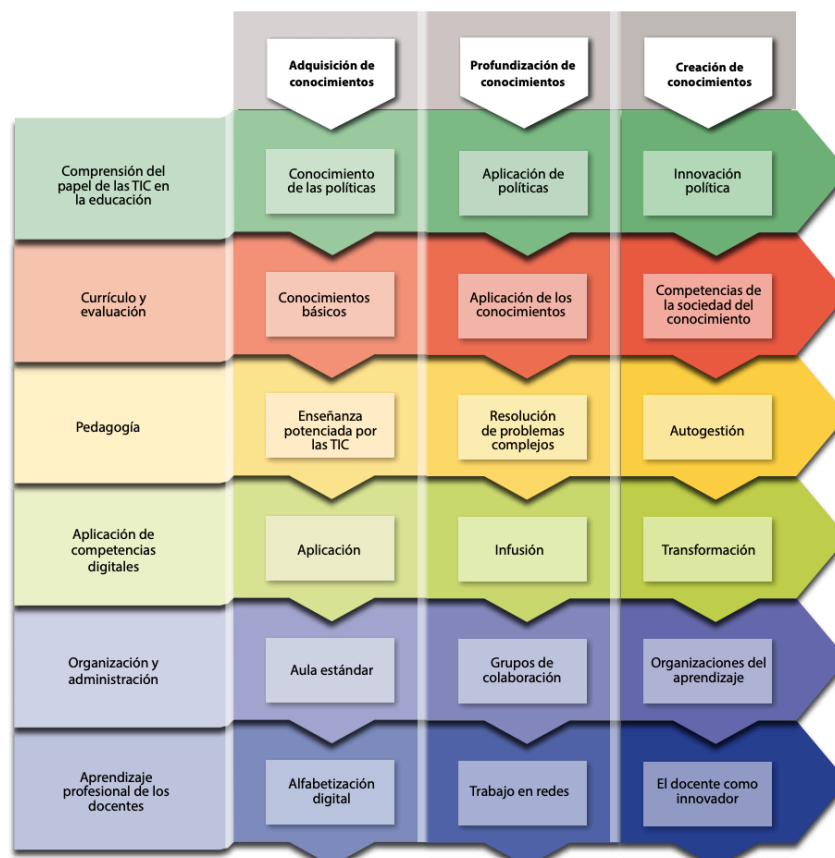 Adquisición de
conocimientos
Profundización de
conocimientos
Creación de
conocimientos
Comprensión del
papel de las TIC en
la educación
Conocimiento
de las políticas
Aplicación de
políticas
Innovación
política
Currículo y
evaluación
Conocimientos
básicos
Aplicación de los
conocimientos
Competencias de
la sociedad del
conocimiento
Pedagogía
Enseñanza
potenciada por
las TIC
Resolución
de problemas
complejos
Autogestión
Aplicación de
competencias
digitales
Aplicación
Infusión
Transformación
Organización y
administración
Aula estándar
Grupos de
colaboración
Organizaciones del
aprendizaje
Aprendizaje
profesional de los
docentes
Alfabetización
digital
Trabajo en redes
El docente como
innovador